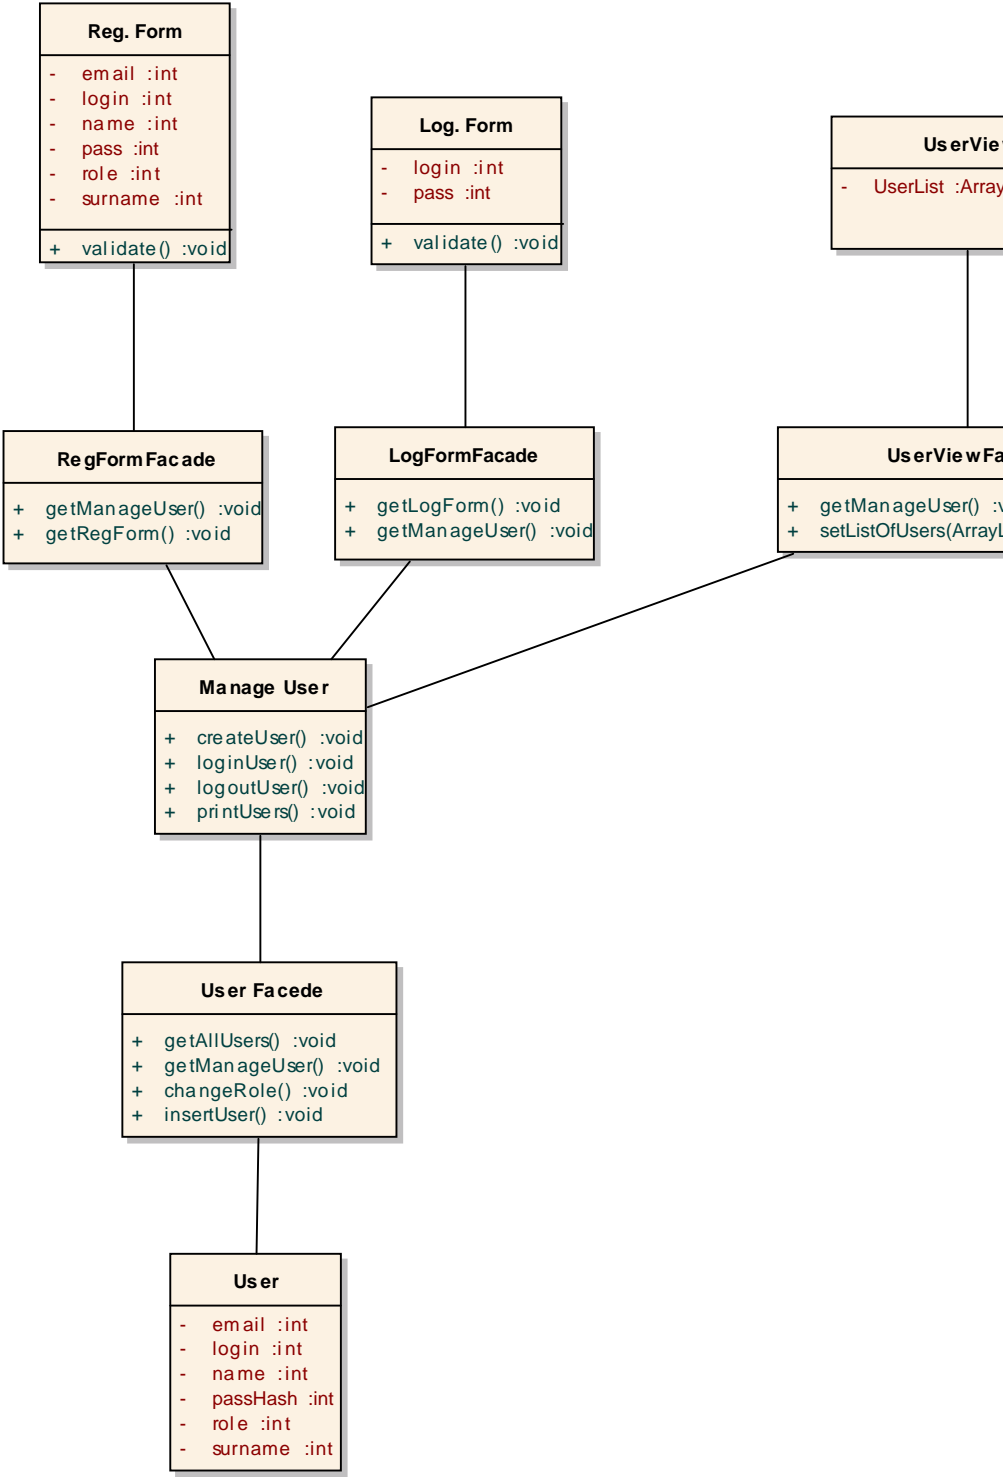 Reg. Form
- email :int
- login :int
- name :int
- pass :int
- role :int
- surname :int
+ validate() :void
Log. Form
- login :int
- pass :int
+ validate() :void
- UserList :Array
RegFormFacade
+ getManageUser() :void
+ getRegForm() :void
LogFormFacade
+ getLogForm() :void
+ getManageUser() :void
+ getManageUser()
+
Manage User
+ createUser() :void
+ loginUser() :void
+ logoutUser() :void
+ printUsers() :void
User Facede
+ getAllUsers() :void
+ getManageUser() :void
+ changeRole() :void
+ insertUser() :void
User
- email :int
- login :int
- name :int
- passHash :int
- role :int
- surname :int